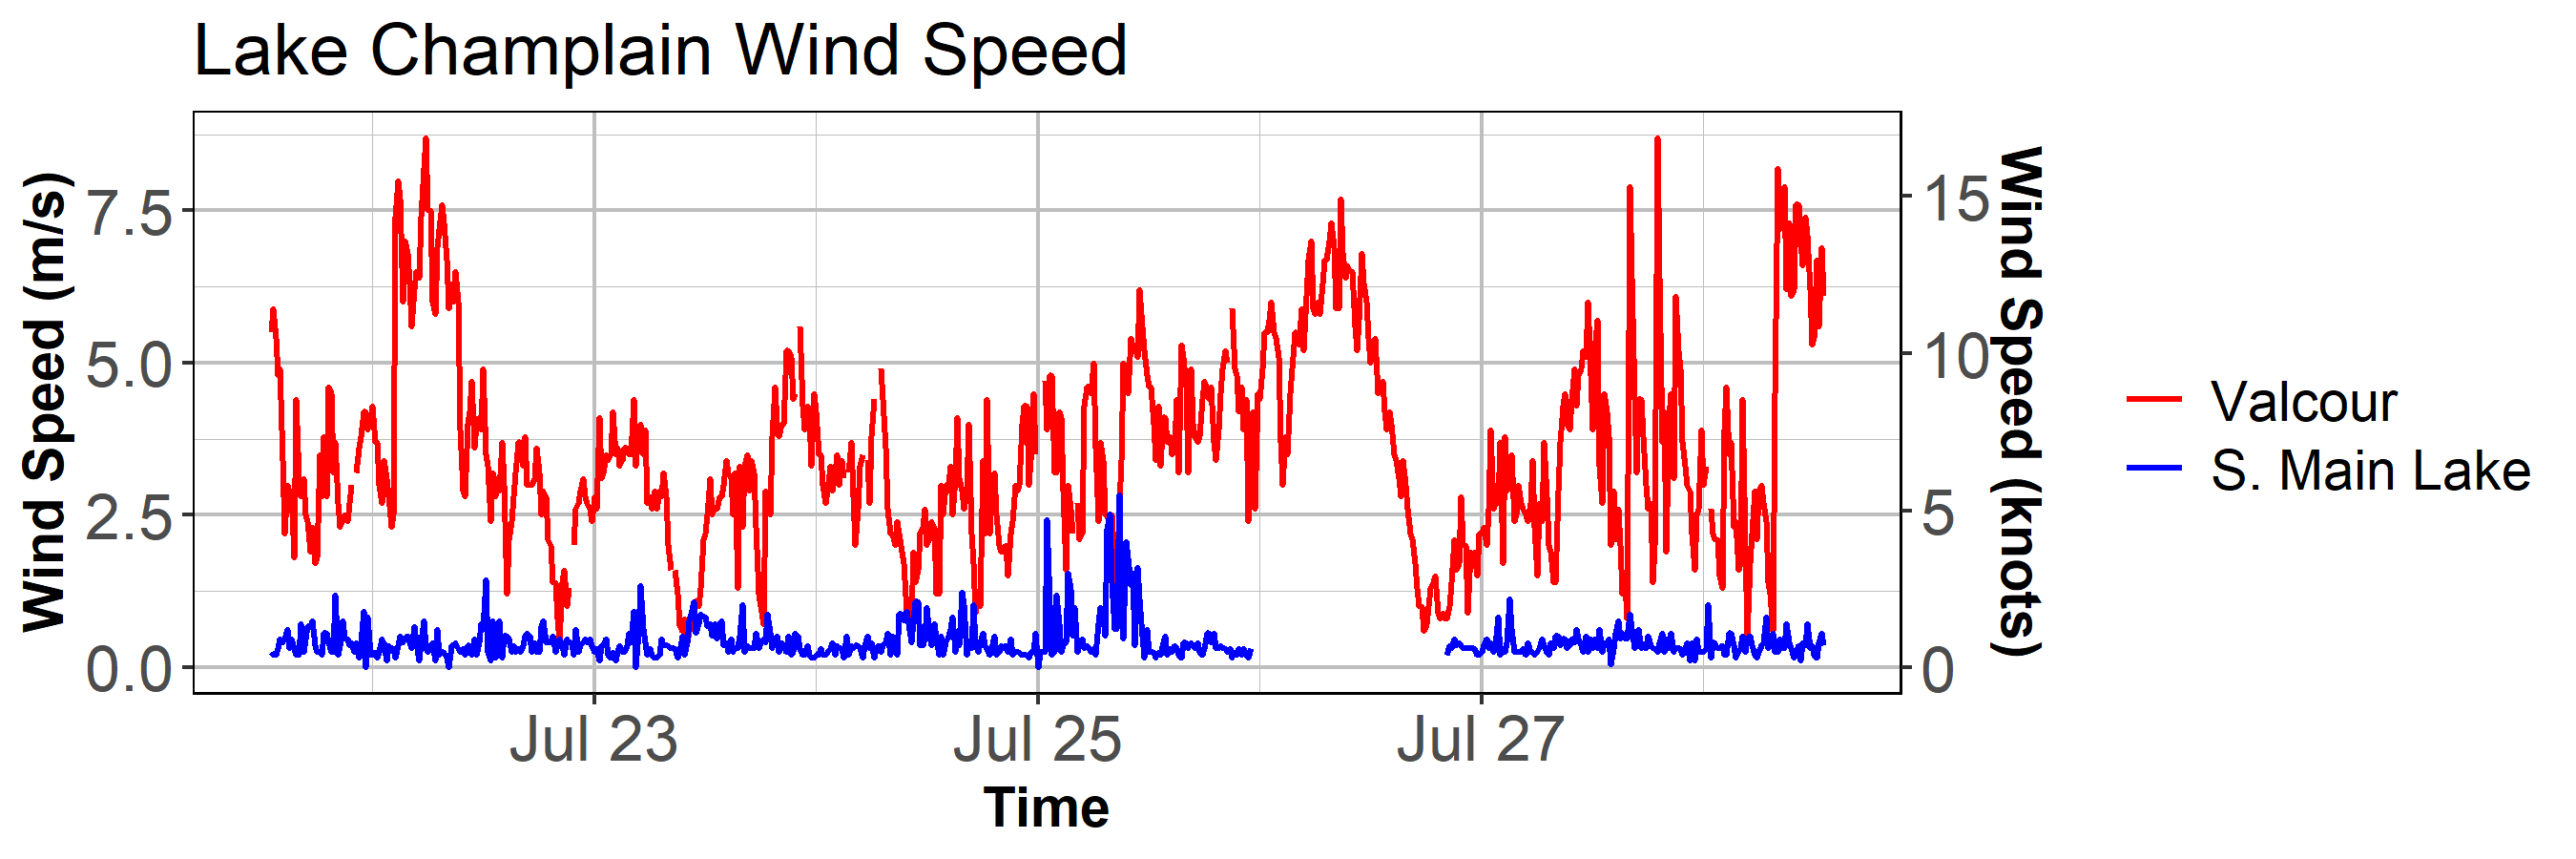 Lake Champlain Wind Speed
Wind Speed (m/s)
7.5
5.0
2.5
0.0
15
10
5
0
Wind Speed (knots)
Valcour
S. Main Lake
Jul 23
Jul 25
Jul 27
Time